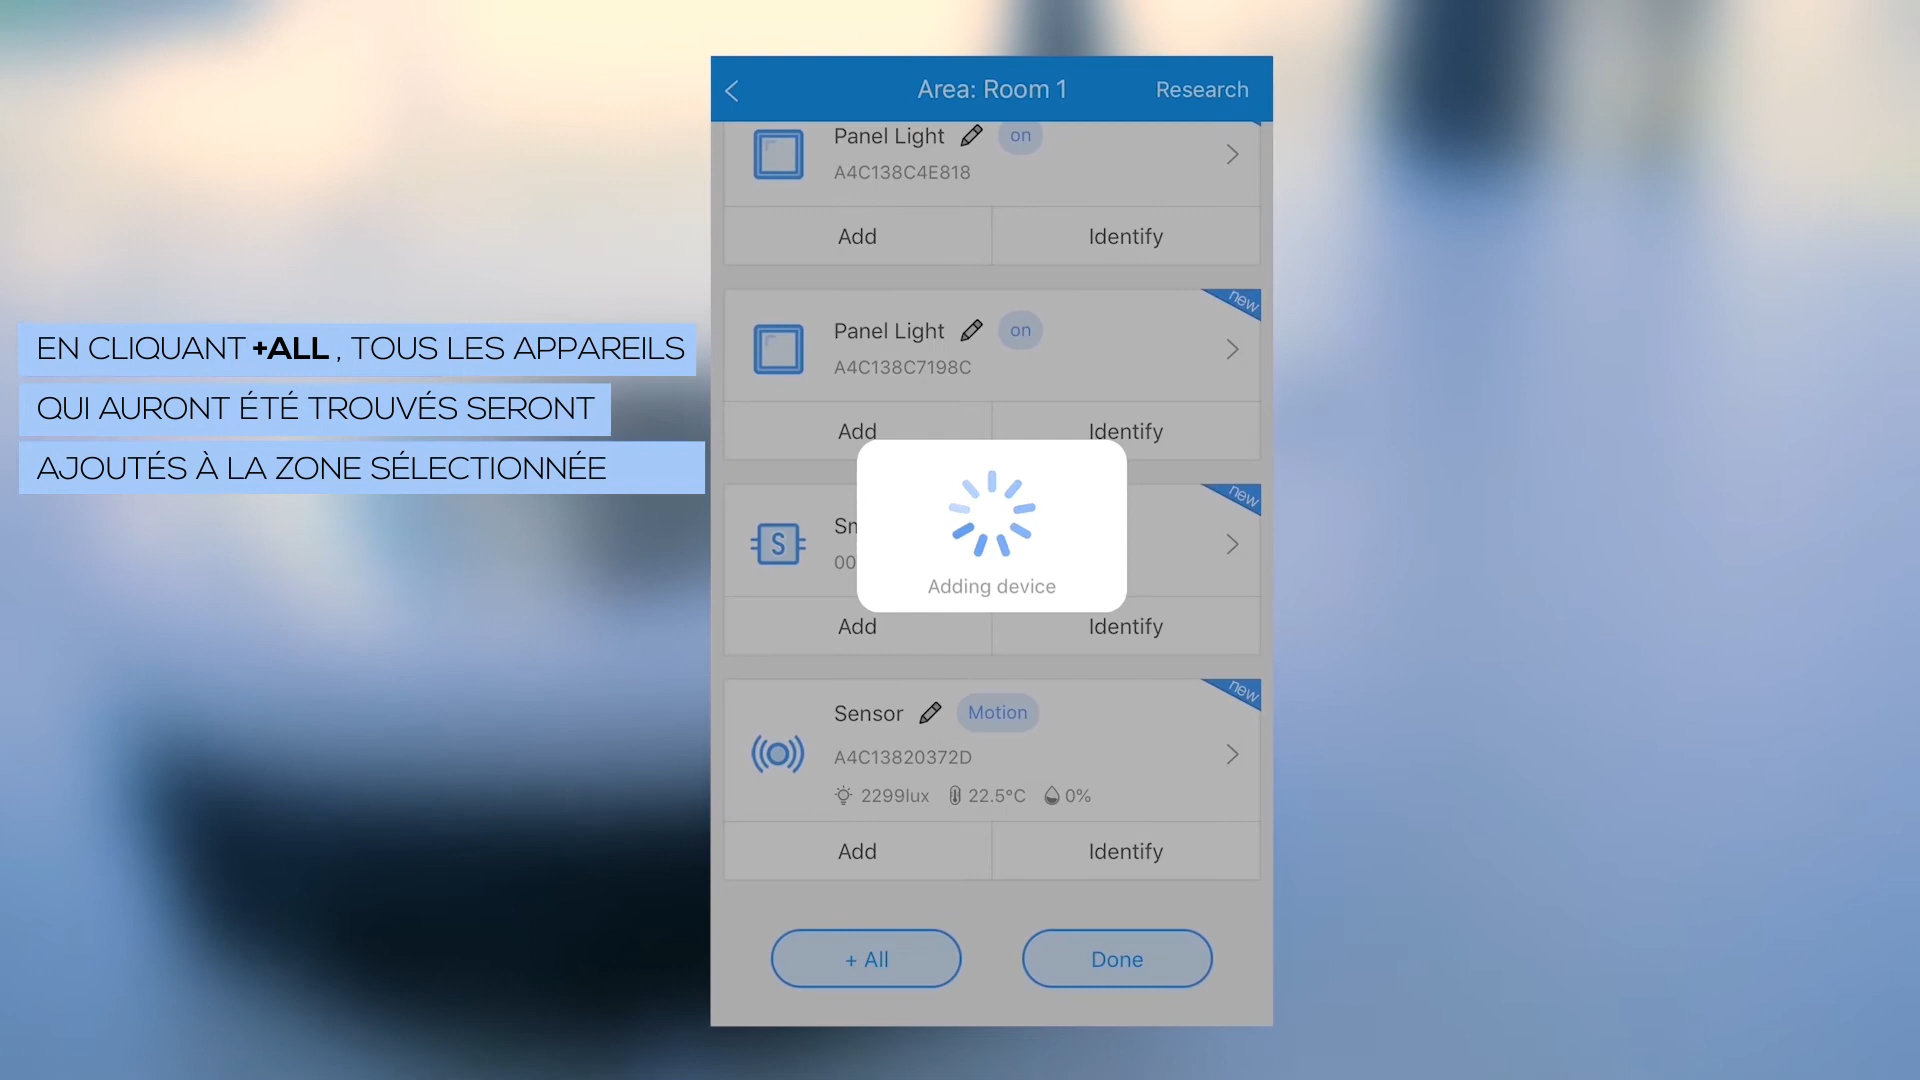 Area: Room 1
Research
Panel Light on
A4C138C4E818
Add Identify
new
Panel Light on
A4C138C7198C
Add Identify
new
00
Add Identify
Adding device
new
Sensor Motion
A4C13820372D
2299lux 22.5°C 0%
Add Identify
+ All Done
EN CLIQUANT +ALL , TOUS LES APPAREILS
QUI AURONT ÉTÉ TROUVÉS SERONT
AJOUTÉS À LA ZONE SÉLECTIONNÉE